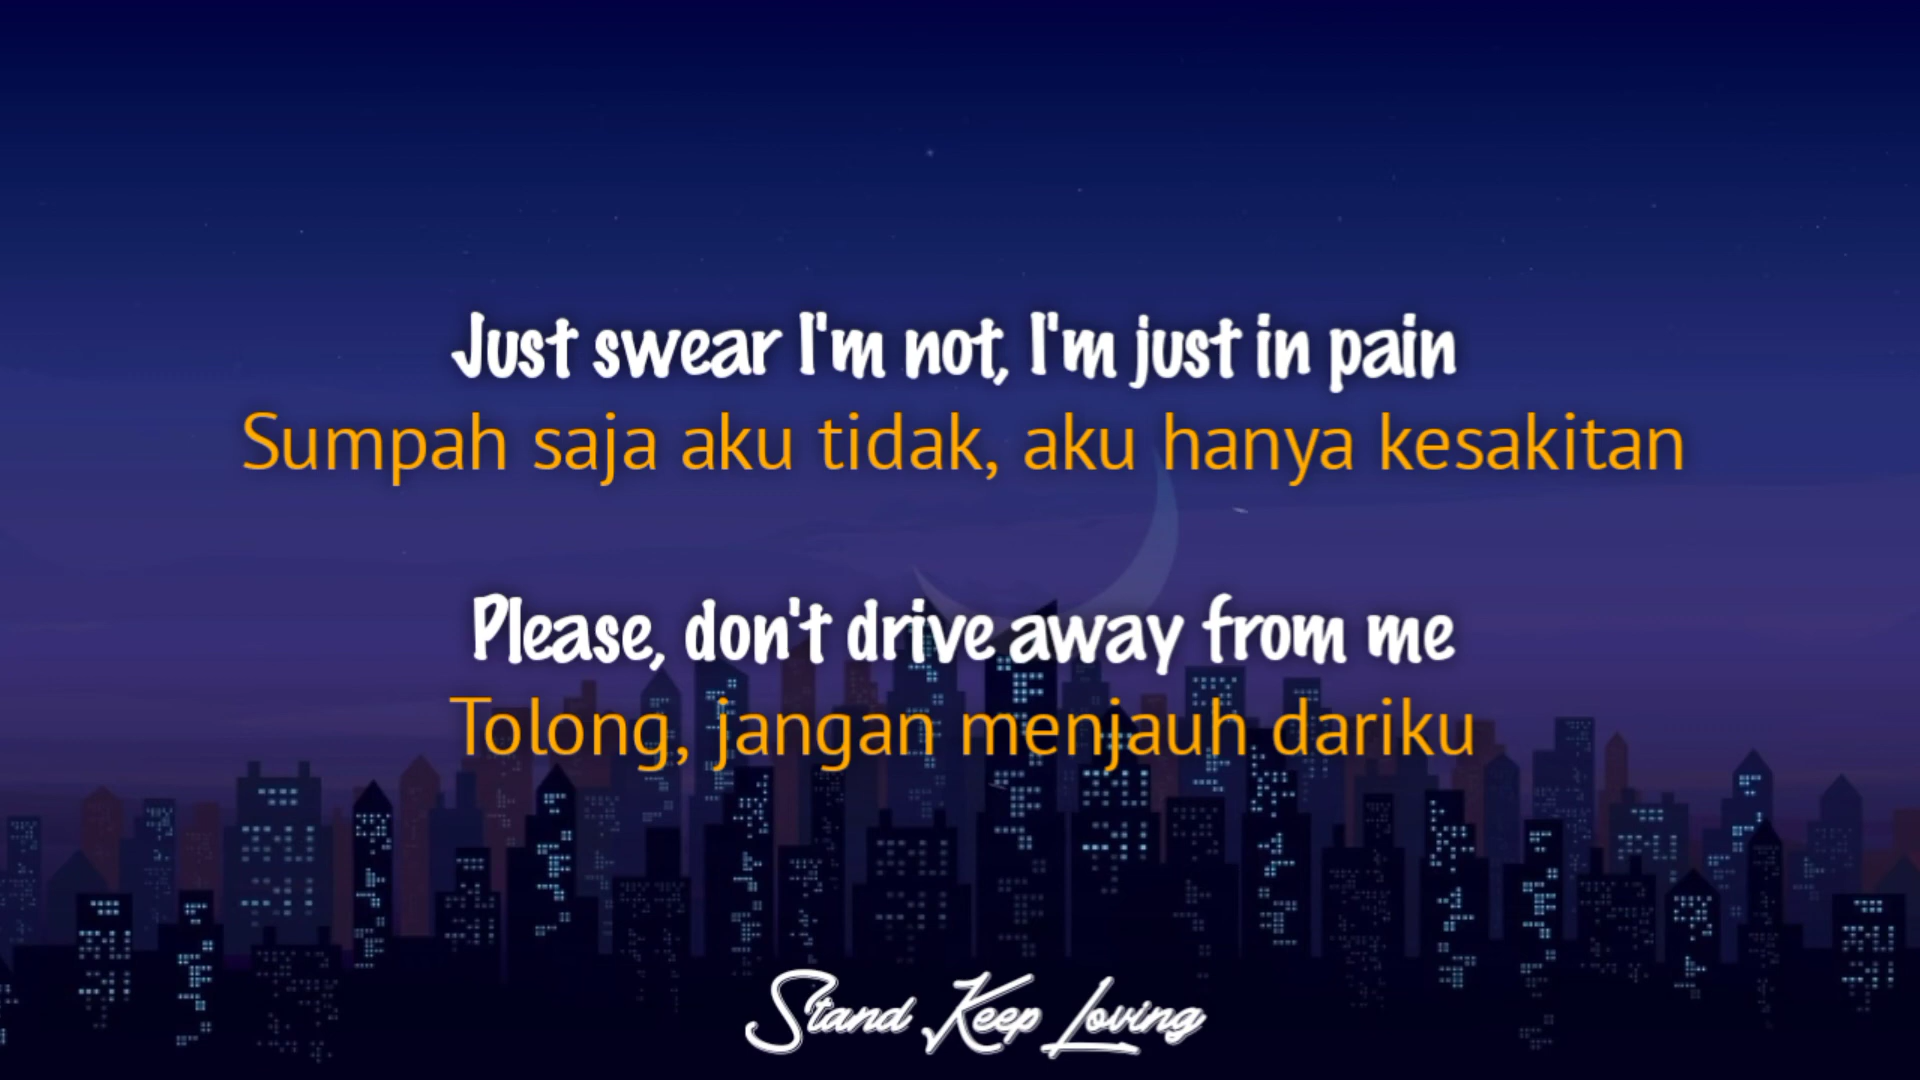 Just swear I'm not, I'm just in pain
Sumpah saja aku tidak, aku hanya kesakitan
Please, don't drive away from me
Tolong, jangan menjauh dariku
Stand Keep Loving